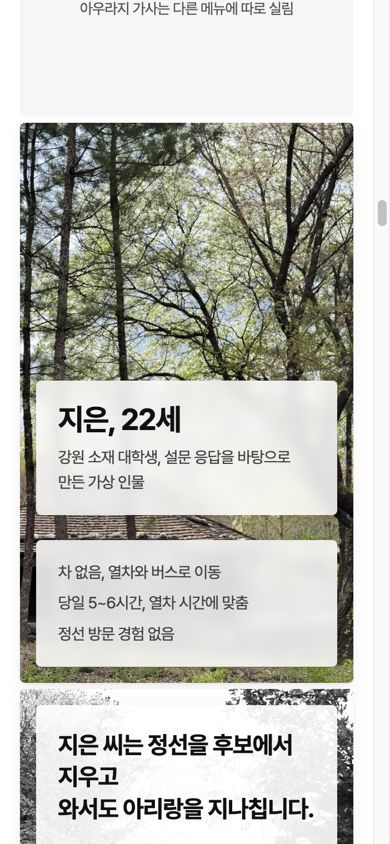 아우라지 가사는 다른 메뉴에 따로 실림
지은, 22세
강원 소재 대학생, 설문 응답을 바탕으로
만든 가상 인물
차 없음, 열차와 버스로 이동
당일 5~6시간, 열차 시간에 맞춤
정선 방문 경험 없음
지은 씨는 정선을 후보에서
지우고
와서도 아리랑을 지나칩니다.